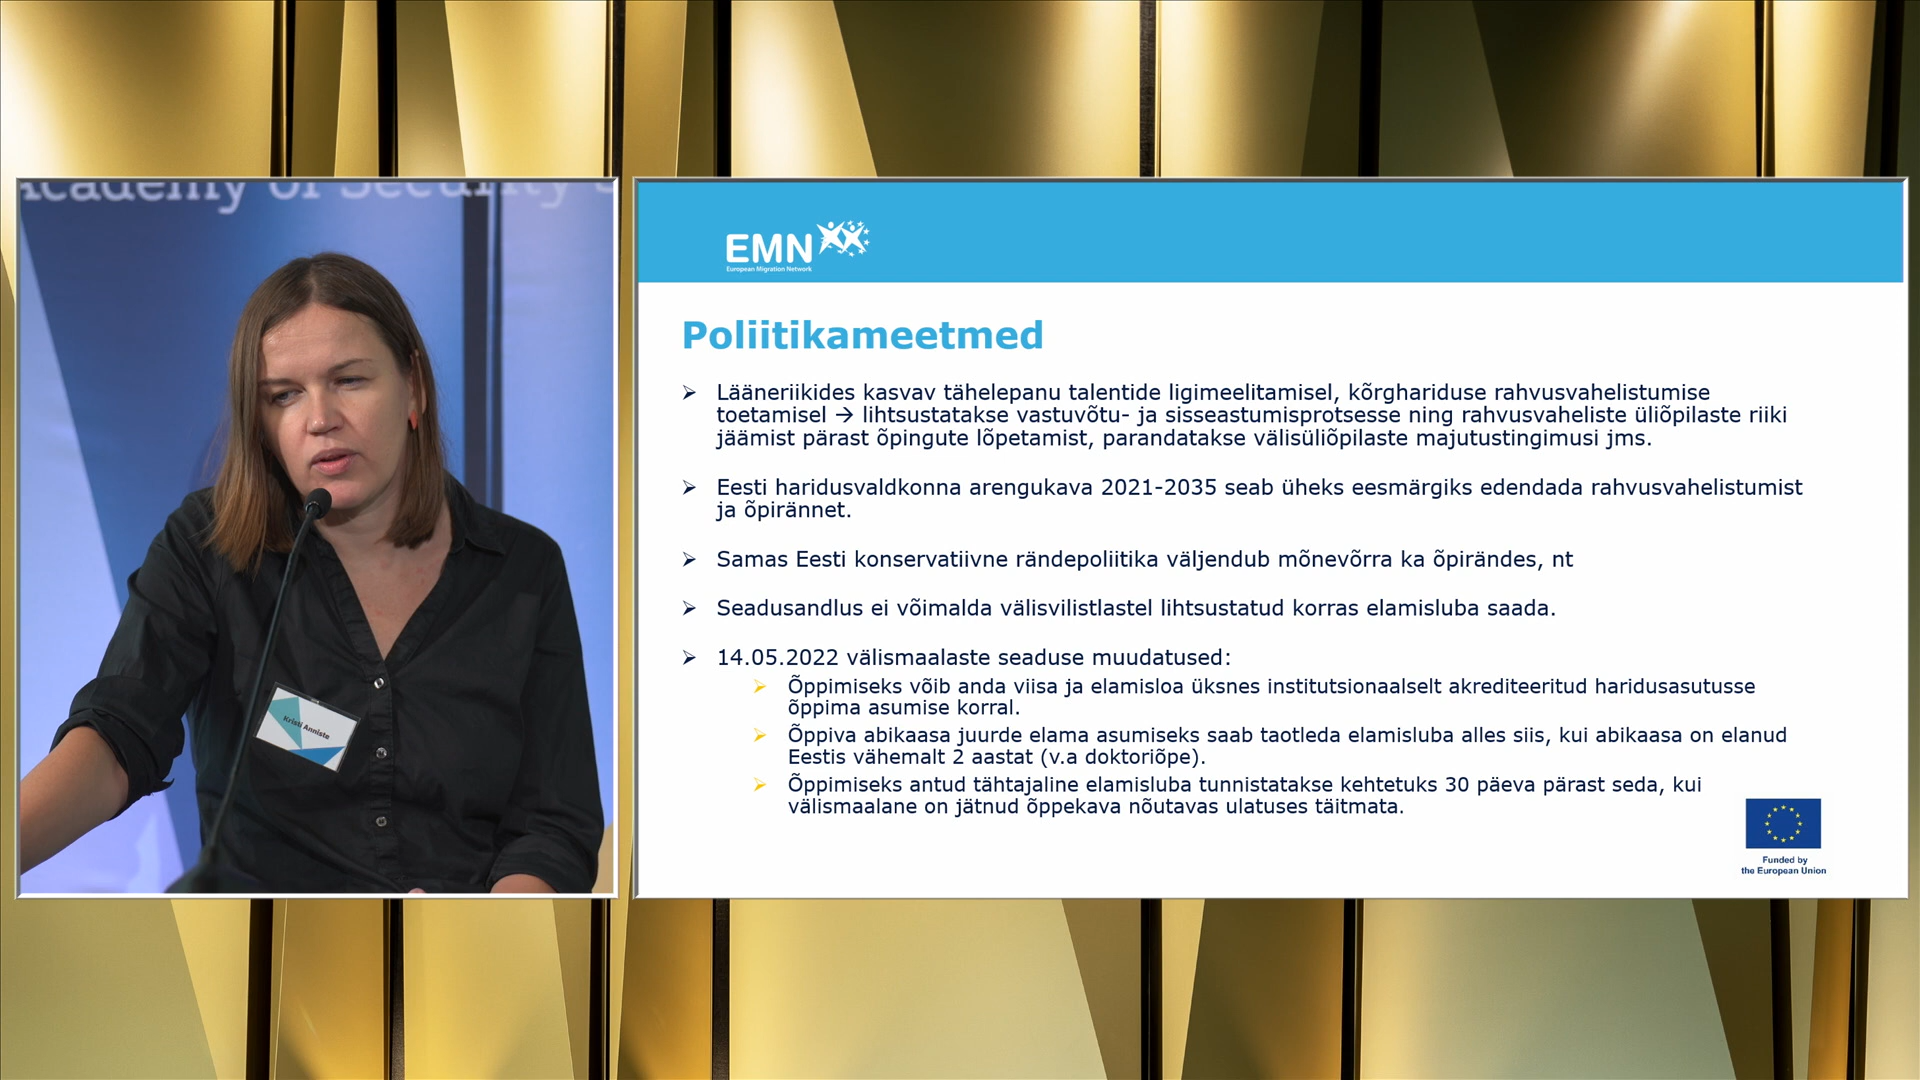 Academy of Security S
Kristi Anniste
EMN
European Migration Network
Poliitikameetmed
➢ Lääneriikides kasvav tähelepanu talentide ligimeelitamisel, kõrghariduse rahvusvahelistumise
toetamisel → lihtsustatakse vastuvõtu- ja sisseastumisprotsesse ning rahvusvaheliste üliõpilaste riiki
jäämist pärast õpingute lõpetamist, parandatakse välisüliõpilaste majutustingimusi jms.
➢ Eesti haridusvaldkonna arengukava 2021-2035 seab üheks eesmärgiks edendada rahvusvahelistumist
ja õpirännet.
➢ Samas Eesti konservatiivne rändepoliitika väljendub mõnevõrra ka õpirändes, nt
➢ Seadusandlus ei võimalda välisvilistlastel lihtsustatud korras elamisluba saada.
➢ 14.05.2022 välismaalaste seaduse muudatused:
➢ Õppimiseks võib anda viisa ja elamisloa üksnes institutsionaalselt akrediteeritud haridusasutusse
õppima asumise korral.
➢ Õppiva abikaasa juurde elama asumiseks saab taotleda elamisluba alles siis, kui abikaasa on elanud
Eestis vähemalt 2 aastat (v.a doktoriõpe).
➢ Õppimiseks antud tähtajaline elamisluba tunnistatakse kehtetuks 30 päeva pärast seda, kui
välismaalane on jätnud õppekava nõutavas ulatuses täitmata.
Funded by
the European Union